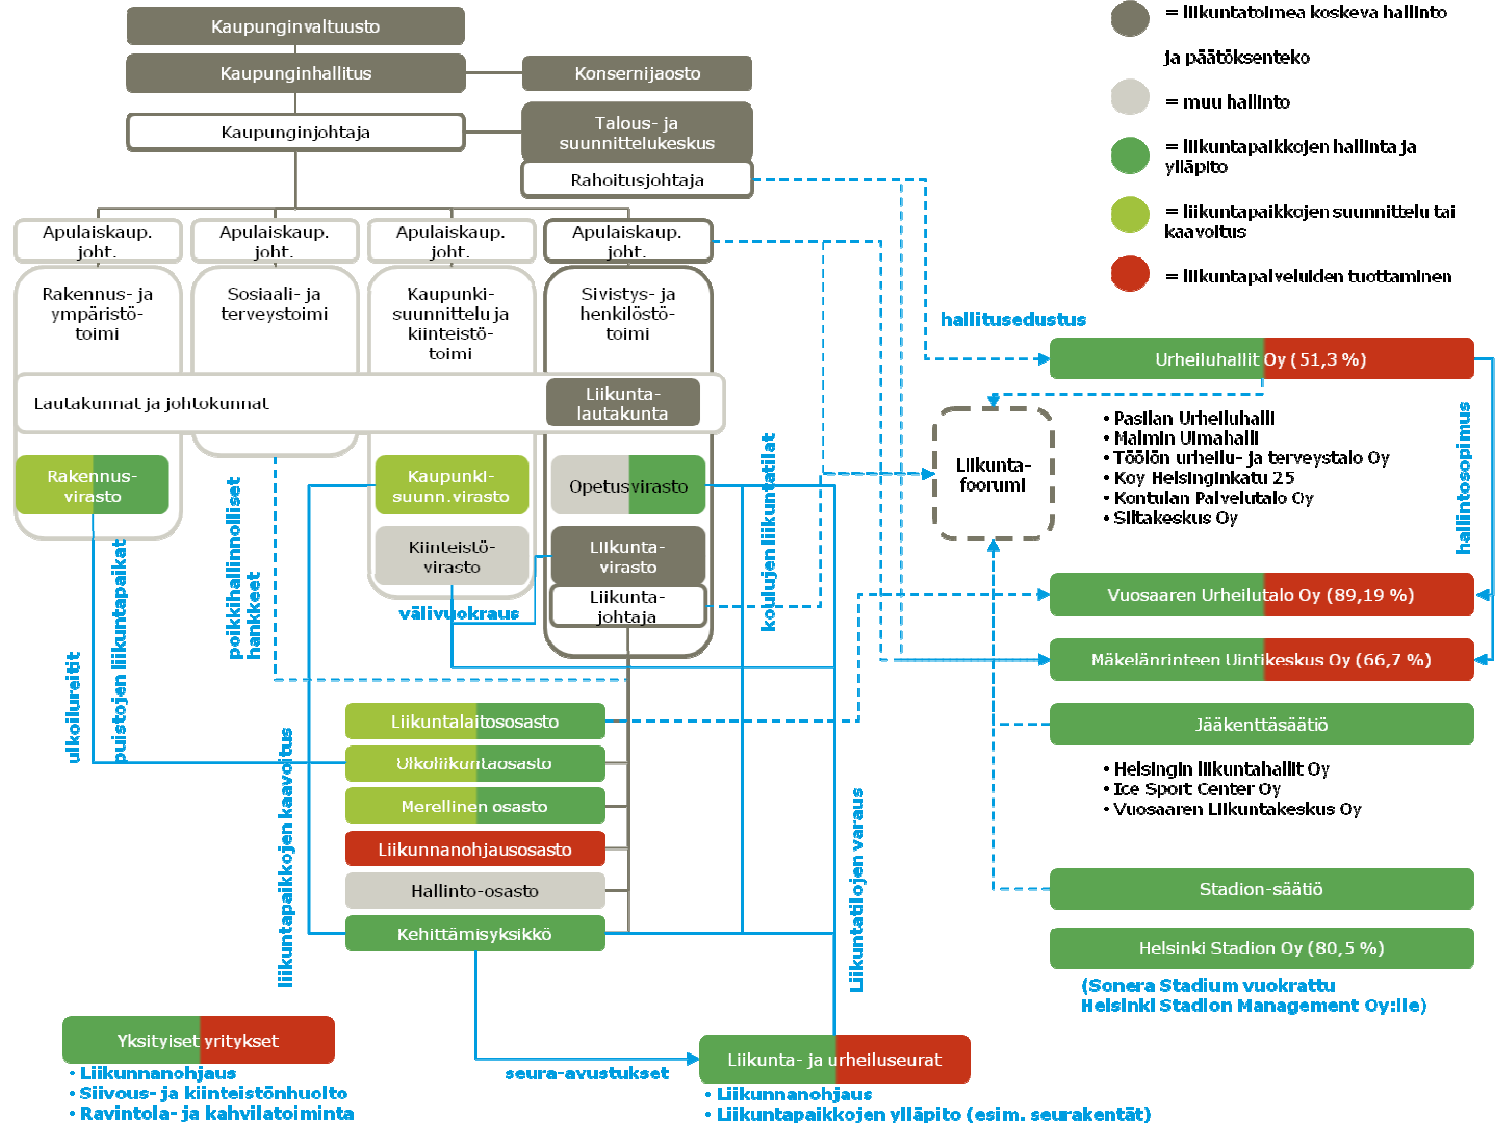 Kaupunginvaltuusto
Kaupunginhallitus
Konsernijaosto
Kaupunginjohtaja
Talous- ja
suunnittelukeskus
Rahoitusjohtaja
= liikuntatoimea koskeva hallinto
ja päätöksenteko
= muu hallinto
= liikuntapaikkojen hallinta ja
ylläpito
= liikuntapaikkojen suunnittelu tai
kaavoitus
= liikuntapalveluiden tuottaminen
Apulaiskaup.
joht.
Apulaiskaup.
joht.
Apulaiskaup.
joht.
Apulaiskaup.
joht.
Rakennus- ja
ympäristö-
toimi
Sosiaali- ja
terveystoimi
Kaupunki-
suunnittelu ja
kiinteistö-
toimi
Sivistys- ja
henkilöstö-
toimi
Lautakunnat ja johtokunnat
Liikunta-
lautakunta
Rakennus-
virasto
Kaupunki-
suunn.virasto
Opetusvirasto
Kiinteistö-
virasto
Liikunta-
virasto
Liikunta-
johtaja
välivuokraus
ulkoilureitit
puistojen liikuntapaikat
poikkihallinnolliset
hankkeet
koulujen liikuntatilat
liikuntapaikkojen kaavoitus
Liikuntatilojen varaus
Liikuntalaitososasto
Ulkoliikuntaosasto
Merellinen osasto
Liikunnanohjausosasto
Hallinto-osasto
Kehittämisyksikkö
hallitusedustus
hallintosopimus
Urheiluhallit Oy (51,3 %)
Liikunta-
foorumi
• Pasilan Urheiluhalli
• Malmin Uimahalli
• Töölön urheilu- ja terveystalo Oy
• Koy Helsinginkatu 25
• Kontulan Palvelutalo Oy
• Siltakeskus Oy
Vuosaaren Urheilutalo Oy (89,19 %)
Mäkelänrinteen Uintikeskus Oy (66,7 %)
Jääkenttäsäätiö
• Helsingin liikuntahallit Oy
• Ice Sport Center Oy
• Vuosaaren Liikuntakeskus Oy
Stadion-säätiö
Helsinki Stadion Oy (80,5 %)
(Sonera Stadium vuokrattu
Helsinki Stadion Management Oy:lle)
Yksityiset yritykset
• Liikunnanohjaus
• Siivous- ja kiinteistönhuolto
• Ravintola- ja kahvilatoiminta
seura-avustukset
Liikunta- ja urheiluseurat
• Liikunnanohjaus
• Liikuntapaikkojen ylläpito (esim. seurakentät)